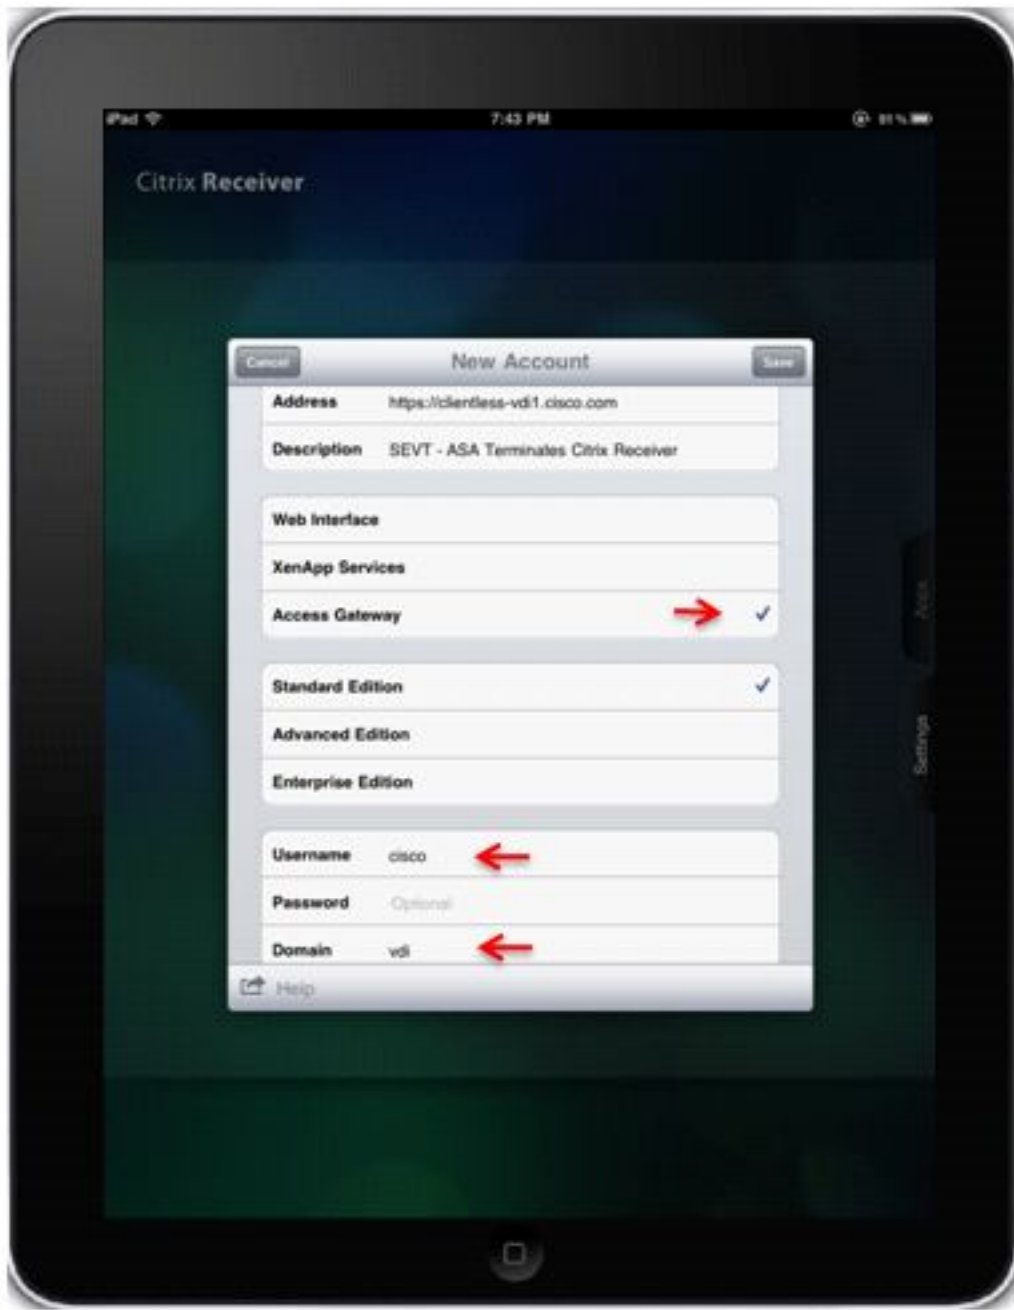 iPad 7:43 PM 91%
Citrix Receiver
Cancel New Account Save
Address https://clientless-vdi1.cisco.com
Description SEVT - ASA Terminates Citrix Receiver
Web Interface
XenApp Services
Access Gateway
Standard Edition
Advanced Edition
Enterprise Edition
Username cisco
Password Optional
Domain vdi
Help
Apps
Settings